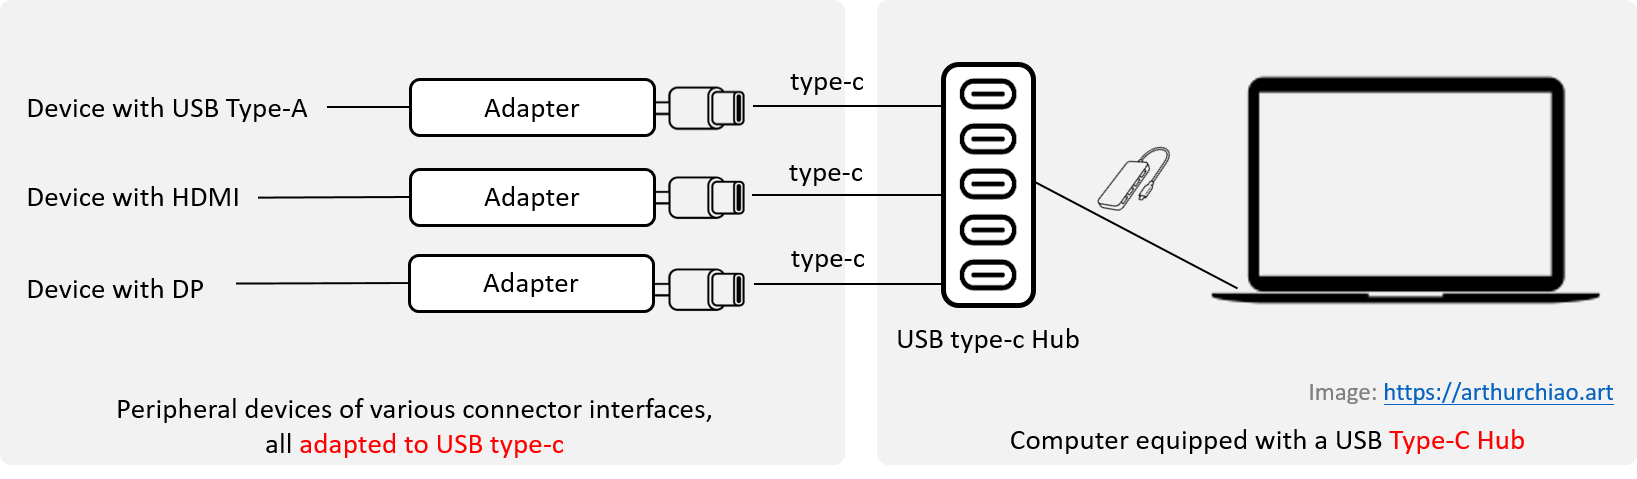 Device with USB Type-A
Adapter
type-c
Device with HDMI
Adapter
type-c
Device with DP
Adapter
type-c
USB type-c Hub
Peripheral devices of various connector interfaces,
all adapted to USB type-c
Image: https://arthurchiao.art
Computer equipped with a USB Type-C Hub